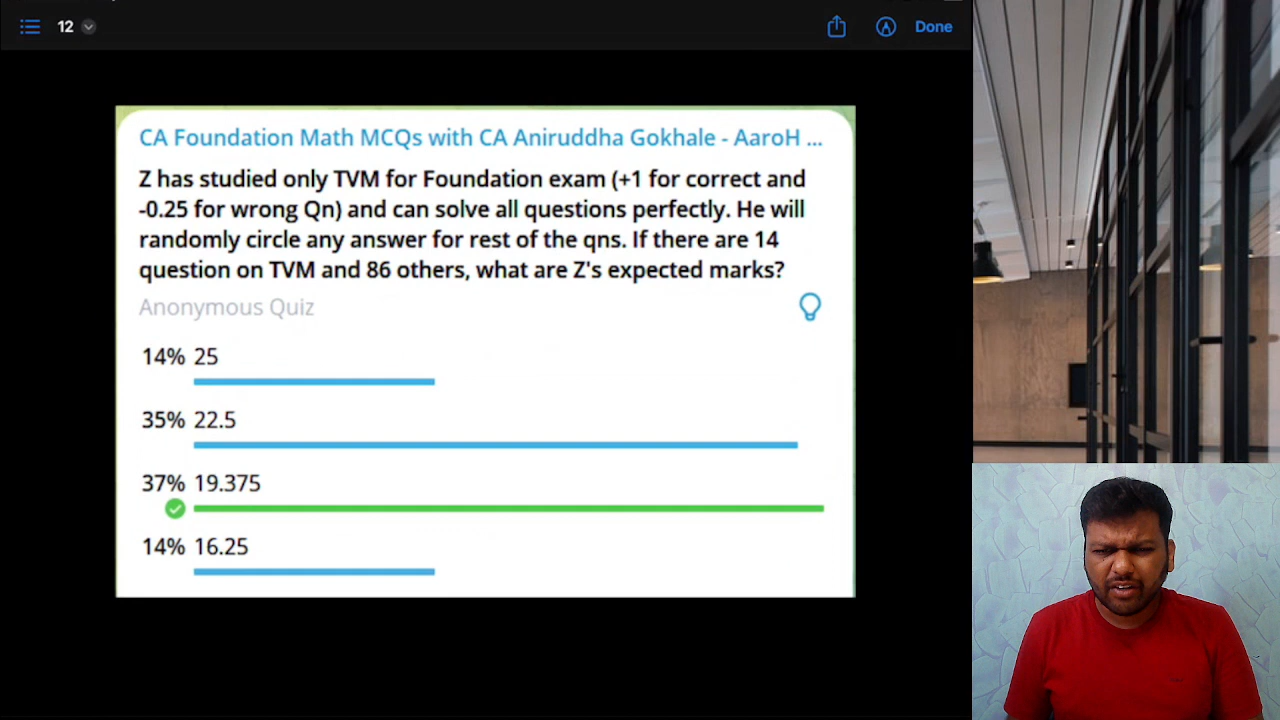 12
Done
CA Foundation Math MCQs with CA Aniruddha Gokhale - AaroH ...
Z has studied only TVM for Foundation exam (+1 for correct and
-0.25 for wrong Qn) and can solve all questions perfectly. He will
randomly circle any answer for rest of the qns. If there are 14
question on TVM and 86 others, what are Z's expected marks?
Anonymous Quiz
14% 25
35% 22.5
37% 19.375
14% 16.25